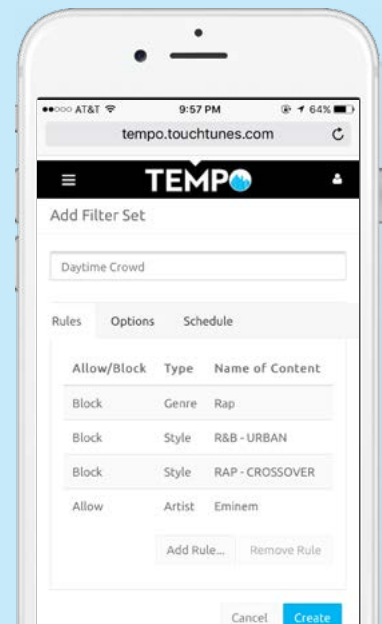 AT&T 9:57 PM 64%
tempo.touchtunes.com
TEMPO
Add Filter Set
Daytime Crowd
Rules Options Schedule
Allow/Block Type Name of Content
Block Genre Rap
Block Style R&B - URBAN
Block Style RAP - CROSSOVER
Allow Artist Eminem
Add Rule... Remove Rule
Cancel Create